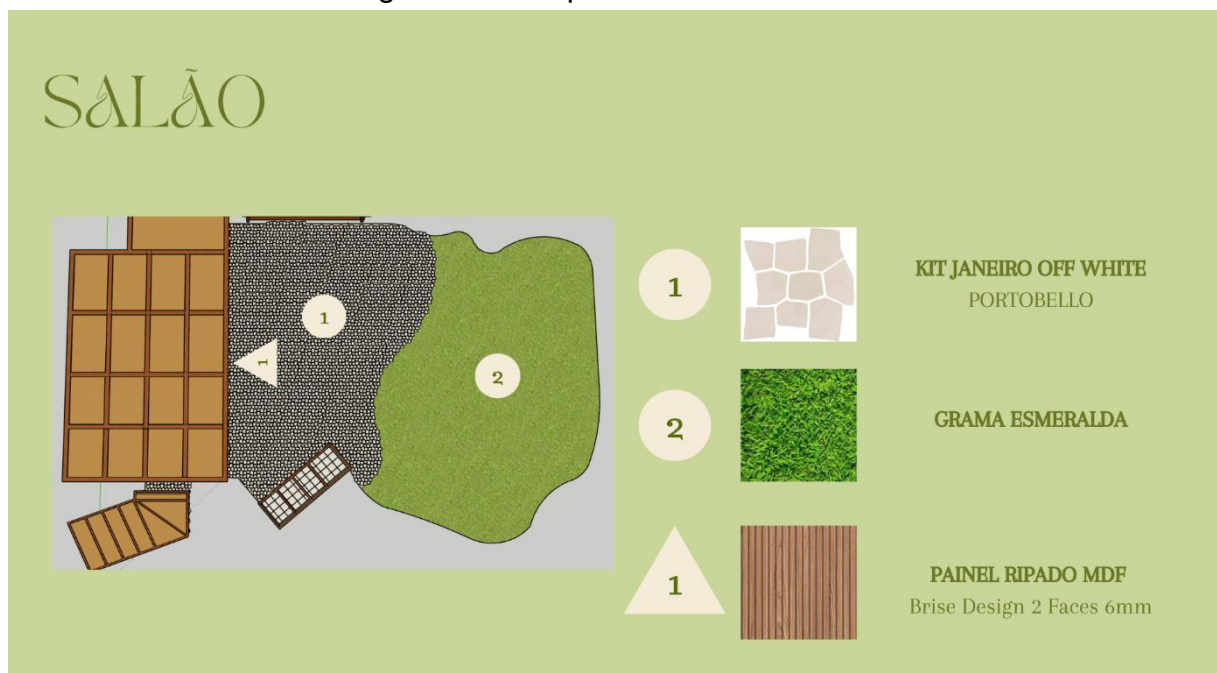 SALÃO
1
2
1
1
KIT JANEIRO OFF WHITE
PORTOBELLO
2
GRAMA ESMERALDA
1
PAINEL RIPADO MDF
Brise Design 2 Faces 6mm